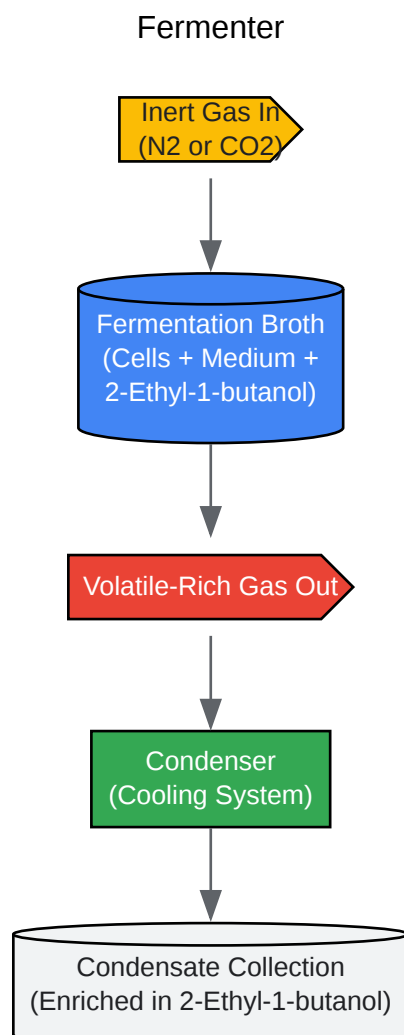 Fermenter
Inert Gas In
(N2 or CO2)
Fermentation Broth
(Cells + Medium +
2-Ethyl-1-butanol)
Volatile-Rich Gas Out
Condenser
(Cooling System)
Condensate Collection
(Enriched in 2-Ethyl-1-butanol)